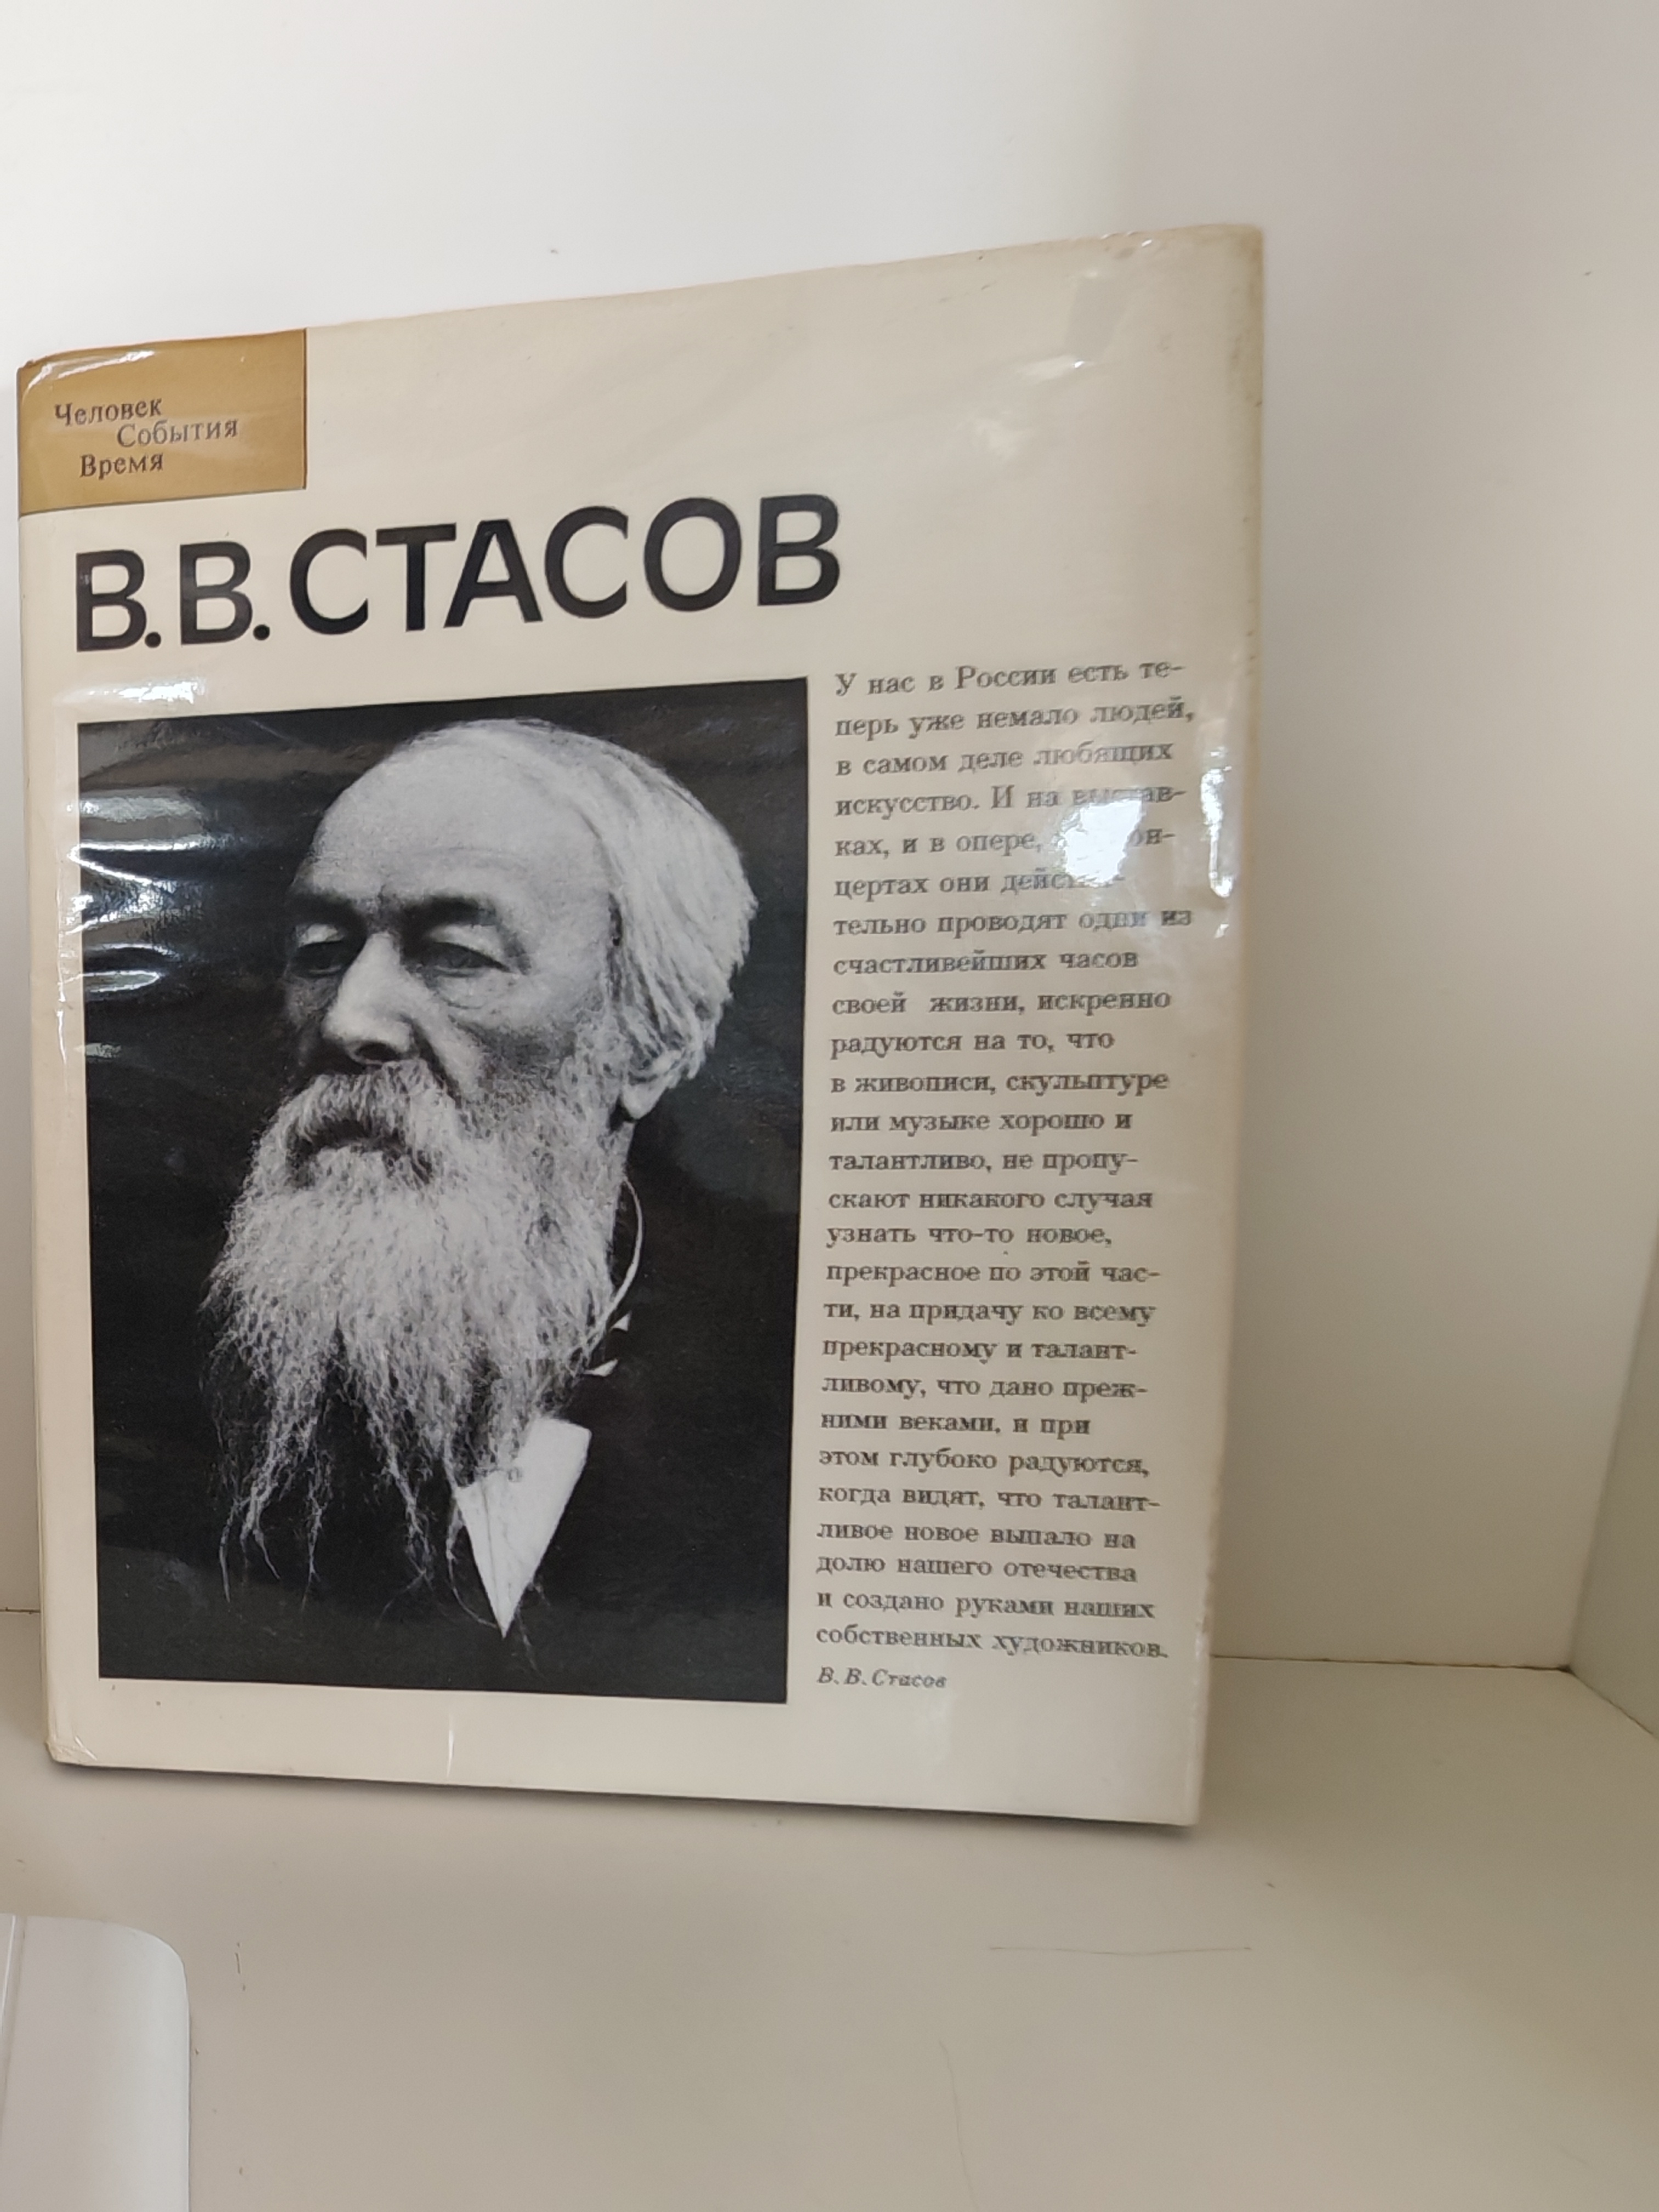 Человек
События
Время
В.В.СТАСОВ
У нас в России есть те-
перь уже немало людей,
в самом деле любящих
искусство. И на выстав-
ках, и в опере,
цертах они
тельно проводят одни из
счастливейших часов
своей жизни, искренно
радуются на то, что
в живописи, скульптуре
или музыке хорошо и
талантливо, не пропу-
скают никакого случая
узнать что-то новое,
прекрасное по этой час-
ти, на придачу ко всему
прекрасному и талант-
ливому, что дано преж-
ними веками, и при
этом глубоко радуются,
когда видят, что талант-
ливое новое выпало на
долю нашего отечества
и создано руками наших
собственных художников.
В. В. Стасов